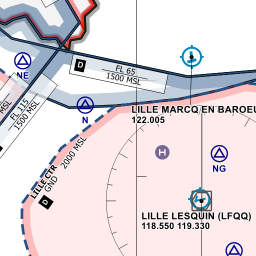 FL 65
1500 MSL
D
NE
FL 115
1500 MSL
N
LILLE MARCQ EN BAROEU
122.005
LILLE CTR
2000 MSL
GND
D
H
NG
LILLE LESQUIN (LFQQ)
118.550 119.330